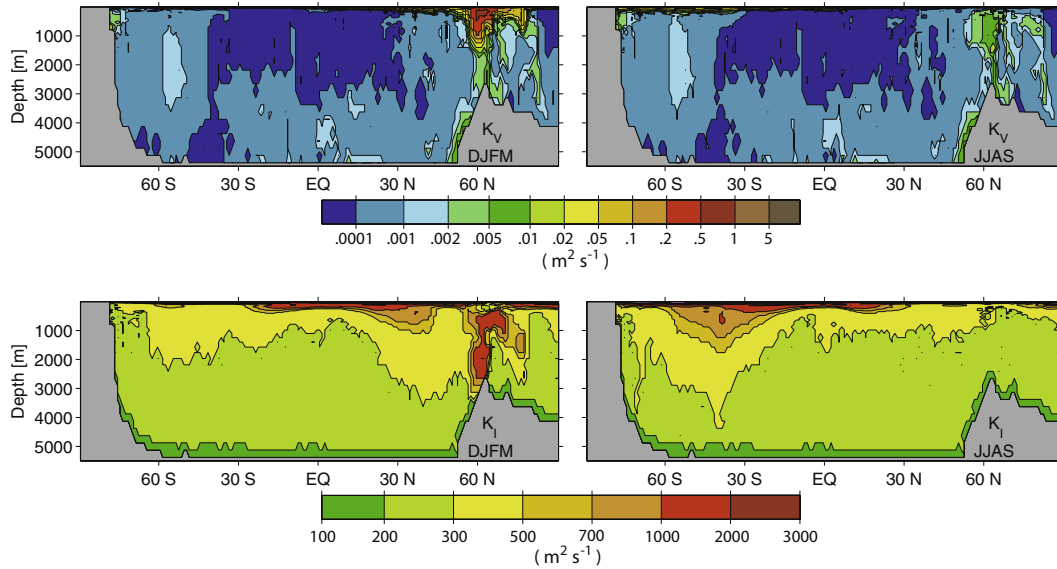 Depth [m]
1000
2000
3000
4000
5000
K_V
DJFM
60 S 30 S EQ 30 N 60 N
K_V
JJAS
60 S 30 S EQ 30 N 60 N
.0001 .001 .002 .005 .01 .02 .05 .1 .2 .5 1 5
( m² s⁻¹ )
Depth [m]
1000
2000
3000
4000
5000
K_I
DJFM
60 S 30 S EQ 30 N 60 N
K_I
JJAS
60 S 30 S EQ 30 N 60 N
100 200 300 500 700 1000 2000 3000
( m² s⁻¹ )